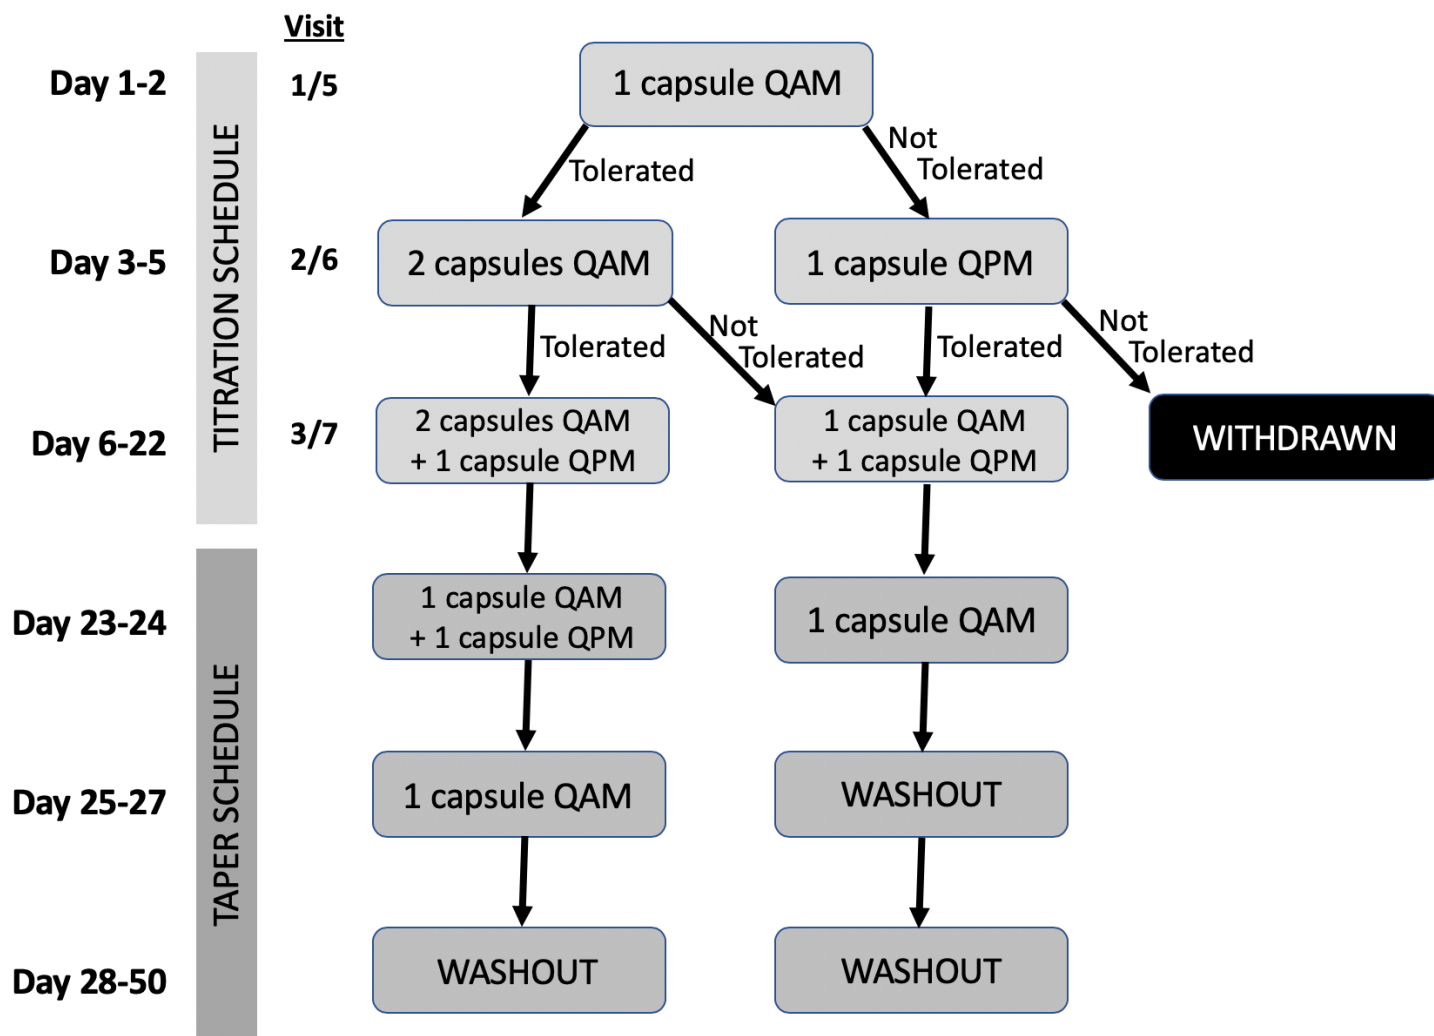 Visit
Day 1-2
1/5
1 capsule QAM
Tolerated
Not
Tolerated
TITRATION SCHEDULE
Day 3-5
2/6
2 capsules QAM
1 capsule QPM
Tolerated
Not
Tolerated
Tolerated
Not
Tolerated
Day 6-22
3/7
2 capsules QAM
+ 1 capsule QPM
1 capsule QAM
+ 1 capsule QPM
WITHDRAWN
TAPER SCHEDULE
Day 23-24
1 capsule QAM
+ 1 capsule QPM
1 capsule QAM
Day 25-27
1 capsule QAM
WASHOUT
Day 28-50
WASHOUT
WASHOUT